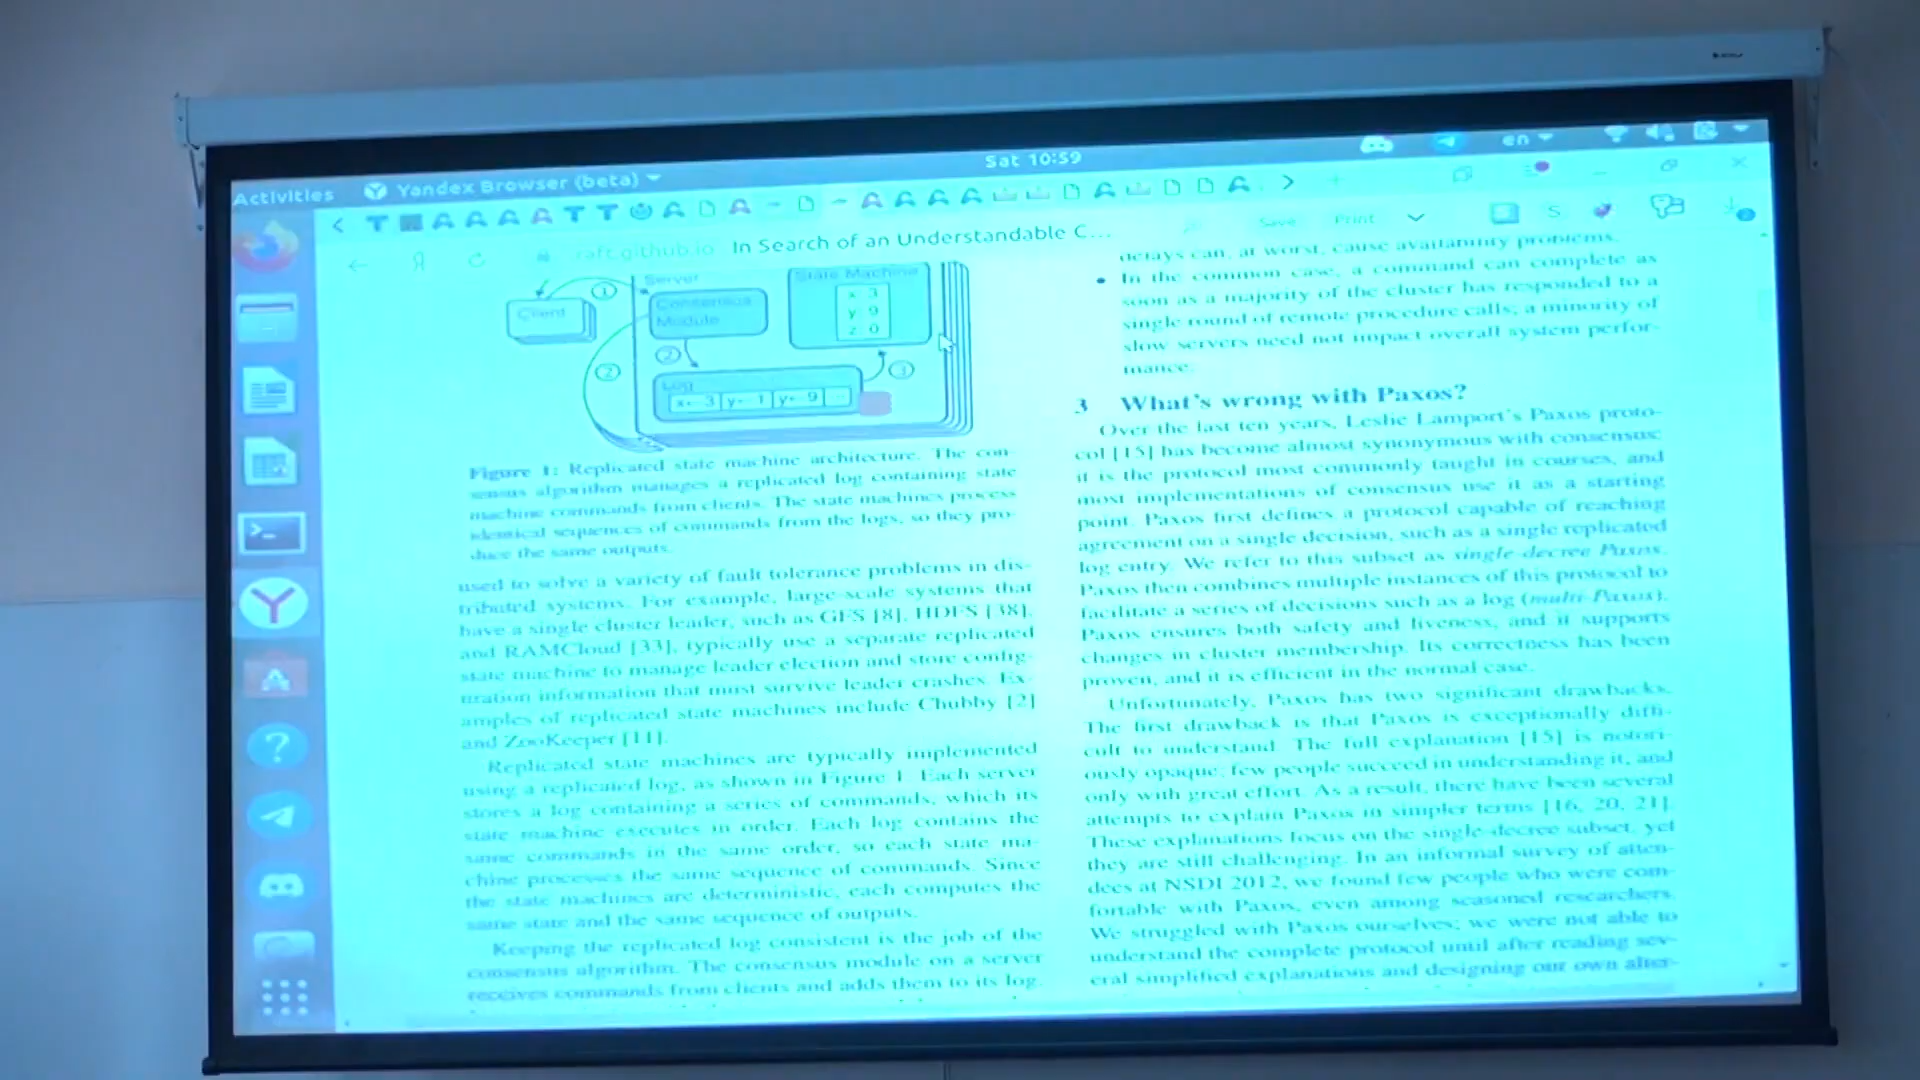 Activities
Yandex Browser (beta)
Sat 10:59
en
raft.github.io
In Search of an Understandable C...
Save
Print
Server
Client
Consensus
Module
State Machine
x 3
y 9
z 0
Log
x←3 y←1 y←9 ...
Figure 1: Replicated state machine architecture. The con-
sensus algorithm manages a replicated log containing state
machine commands from clients. The state machines process
identical sequences of commands from the logs, so they pro-
duce the same outputs.
used to solve a variety of fault tolerance problems in dis-
tributed systems. For example, large-scale systems that
have a single cluster leader, such as GFS [8], HDFS [38],
and RAMCloud [33], typically use a separate replicated
state machine to manage leader election and store config-
uration information that must survive leader crashes. Ex-
amples of replicated state machines include Chubby [2]
and ZooKeeper [11].
Replicated state machines are typically implemented
using a replicated log, as shown in Figure 1. Each server
stores a log containing a series of commands, which its
state machine executes in order. Each log contains the
same commands in the same order, so each state ma-
chine processes the same sequence of commands. Since
the state machines are deterministic, each computes the
same state and the same sequence of outputs.
Keeping the replicated log consistent is the job of the
consensus algorithm. The consensus module on a server
receives commands from clients and adds them to its log.
delays can, at worst, cause availability problems.
• In the common case, a command can complete as
soon as a majority of the cluster has responded to a
single round of remote procedure calls; a minority of
slow servers need not impact overall system perfor-
mance.
3 What's wrong with Paxos?
Over the last ten years, Leslie Lamport's Paxos proto-
col [15] has become almost synonymous with consensus:
it is the protocol most commonly taught in courses, and
most implementations of consensus use it as a starting
point. Paxos first defines a protocol capable of reaching
agreement on a single decision, such as a single replicated
log entry. We refer to this subset as single-decree Paxos.
Paxos then combines multiple instances of this protocol to
facilitate a series of decisions such as a log (multi-Paxos).
Paxos ensures both safety and liveness, and it supports
changes in cluster membership. Its correctness has been
proven, and it is efficient in the normal case.
Unfortunately, Paxos has two significant drawbacks.
The first drawback is that Paxos is exceptionally diffi-
cult to understand. The full explanation [15] is notori-
ously opaque; few people succeed in understanding it, and
only with great effort. As a result, there have been several
attempts to explain Paxos in simpler terms [16, 20, 21].
These explanations focus on the single-decree subset, yet
they are still challenging. In an informal survey of atten-
dees at NSDI 2012, we found few people who were com-
fortable with Paxos, even among seasoned researchers.
We struggled with Paxos ourselves; we were not able to
understand the complete protocol until after reading sev-
eral simplified explanations and designing our own alter-